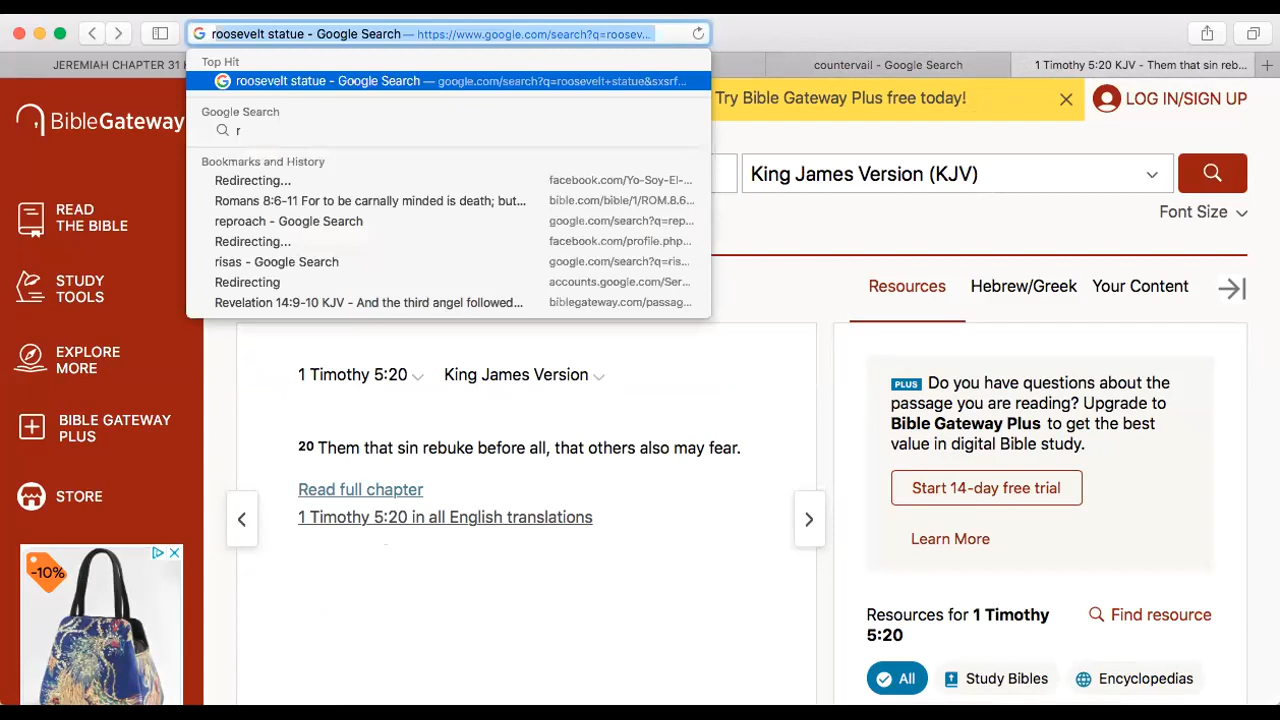 roosevelt statue - Google Search — https://www.google.com/search?q=roosev...
Top Hit
roosevelt statue - Google Search — google.com/search?q=roosevelt+statue&sxsrf...
Google Search
r
Bookmarks and History
Redirecting... facebook.com/Yo-Soy-El-...
Romans 8:6-11 For to be carnally minded is death; but... bible.com/bible/1/ROM.8.6...
reproach - Google Search google.com/search?q=rep...
Redirecting... facebook.com/profile.php...
risas - Google Search google.com/search?q=ris...
Redirecting accounts.google.com/Ser...
Revelation 14:9-10 KJV - And the third angel followed... biblegateway.com/passag...
JEREMIAH CHAPTER 31
countervail - Google Search
1 Timothy 5:20 KJV - Them that sin reb...
BibleGateway
Try Bible Gateway Plus free today!
LOG IN/SIGN UP
King James Version (KJV)
Font Size
READ
THE BIBLE
STUDY
TOOLS
EXPLORE
MORE
BIBLE GATEWAY
PLUS
STORE
-10%
Resources Hebrew/Greek Your Content
1 Timothy 5:20 King James Version
20 Them that sin rebuke before all, that others also may fear.
Read full chapter
1 Timothy 5:20 in all English translations
PLUS Do you have questions about the
passage you are reading? Upgrade to
Bible Gateway Plus to get the best
value in digital Bible study.
Start 14-day free trial
Learn More
Resources for 1 Timothy
5:20
Find resource
All Study Bibles Encyclopedias